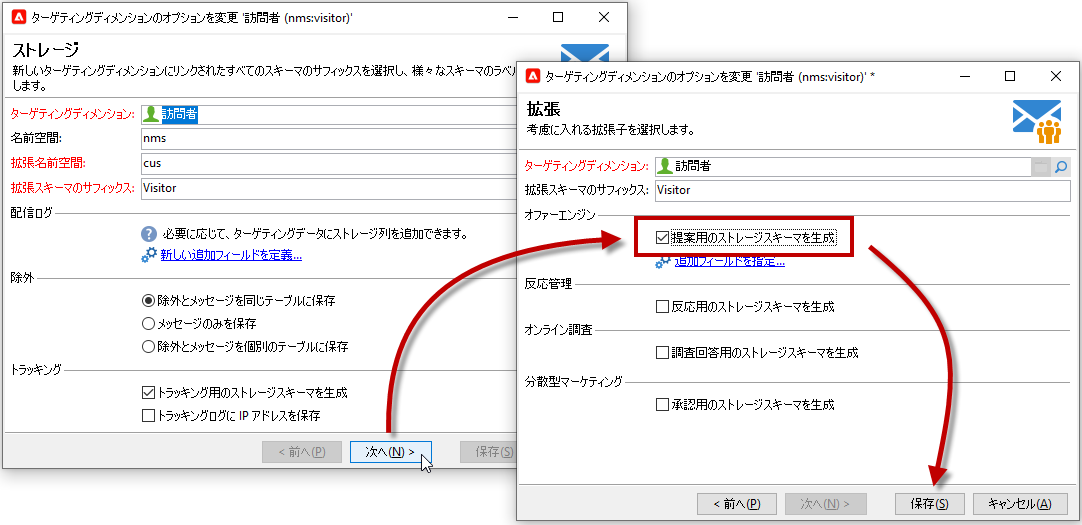 ターゲティングディメンションのオプションを変更 '訪問者 (nms:visitor)'
ストレージ
新しいターゲティングディメンションにリンクされたすべてのスキーマのサフィックスを選択し、様々なスキーマのラベル
します。
ターゲティングディメンション: 訪問者
名前空間: nms
拡張名前空間: cus
拡張スキーマのサフィックス: Visitor
配信ログ
必要に応じて、ターゲティングデータにストレージ列を追加できます。
新しい追加フィールドを定義...
除外
除外とメッセージを同じテーブルに保存
メッセージのみを保存
除外とメッセージを個別のテーブルに保存
トラッキング
トラッキング用のストレージスキーマを生成
トラッキングログに IP アドレスを保存
< 前へ(P) 次へ(N) > 保存(S)
ターゲティングディメンションのオプションを変更 '訪問者 (nms:visitor)' *
拡張
考慮に入れる拡張子を選択します。
ターゲティングディメンション: 訪問者
拡張スキーマのサフィックス: Visitor
オファーエンジン
提案用のストレージスキーマを生成
追加フィールドを指定...
反応管理
反応用のストレージスキーマを生成
オンライン調査
調査回答用のストレージスキーマを生成
分散型マーケティング
承認用のストレージスキーマを生成
< 前へ(P) 次へ(N) > 保存(S) キャンセル(A)